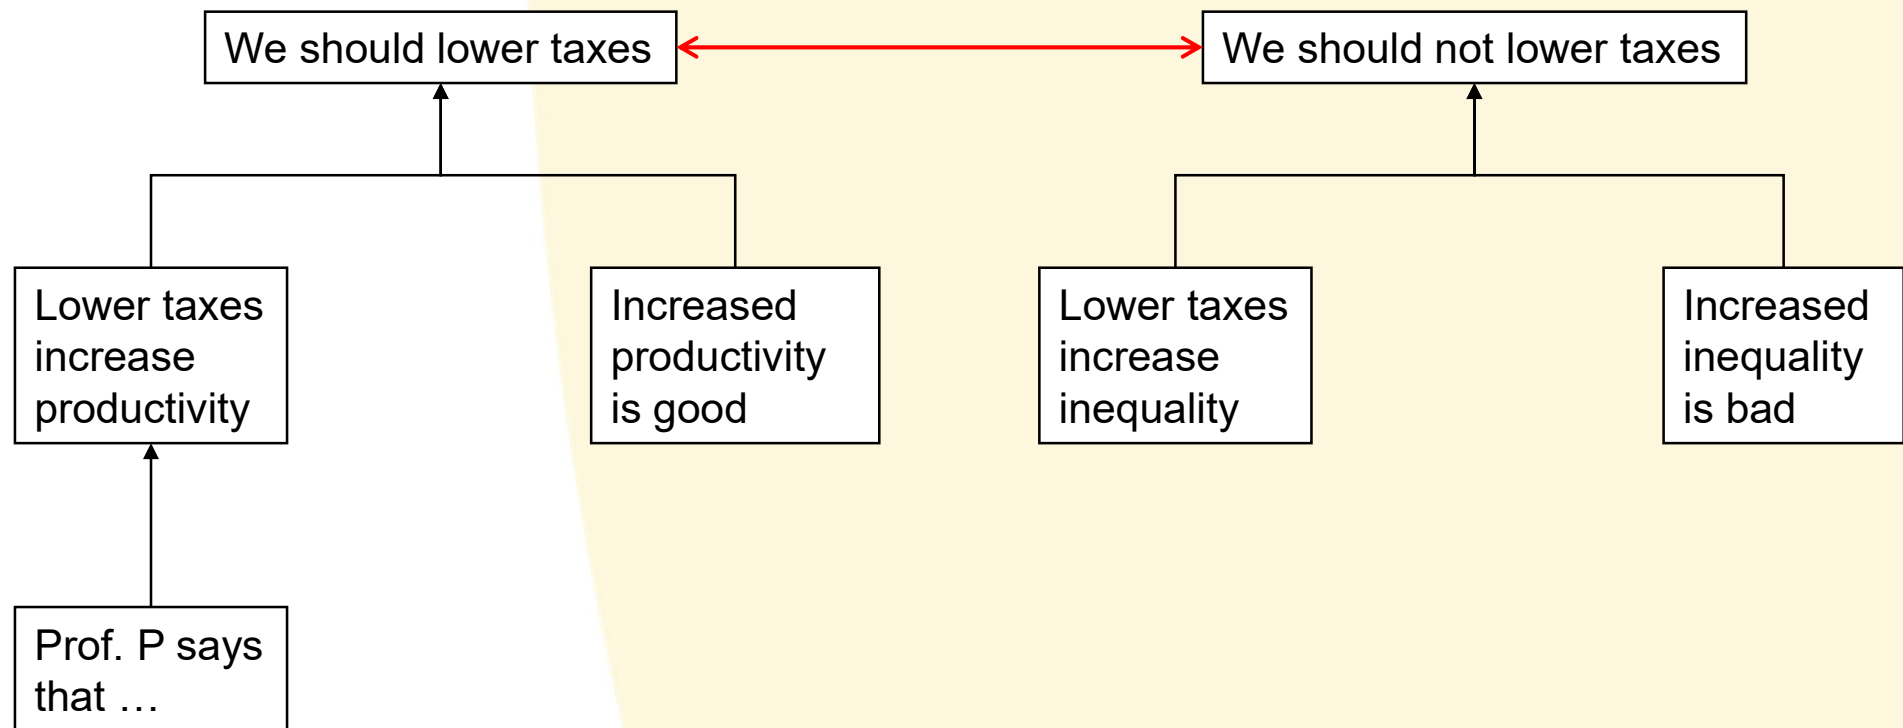 We should lower taxes
We should not lower taxes
Lower taxes
increase
productivity
Increased
productivity
is good
Lower taxes
increase
inequality
Increased
inequality
is bad
Prof. P says
that …